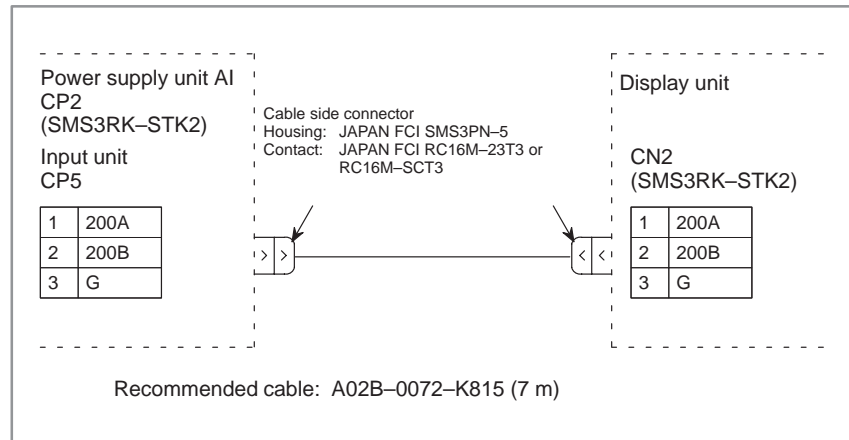 Power supply unit AI
CP2
(SMS3RK–STK2)
Input unit
CP5
1 200A
2 200B
3 G
Cable side connector
Housing: JAPAN FCI SMS3PN–5
Contact: JAPAN FCI RC16M–23T3 or
RC16M–SCT3
Display unit
CN2
(SMS3RK–STK2)
1 200A
2 200B
3 G
Recommended cable: A02B–0072–K815 (7 m)